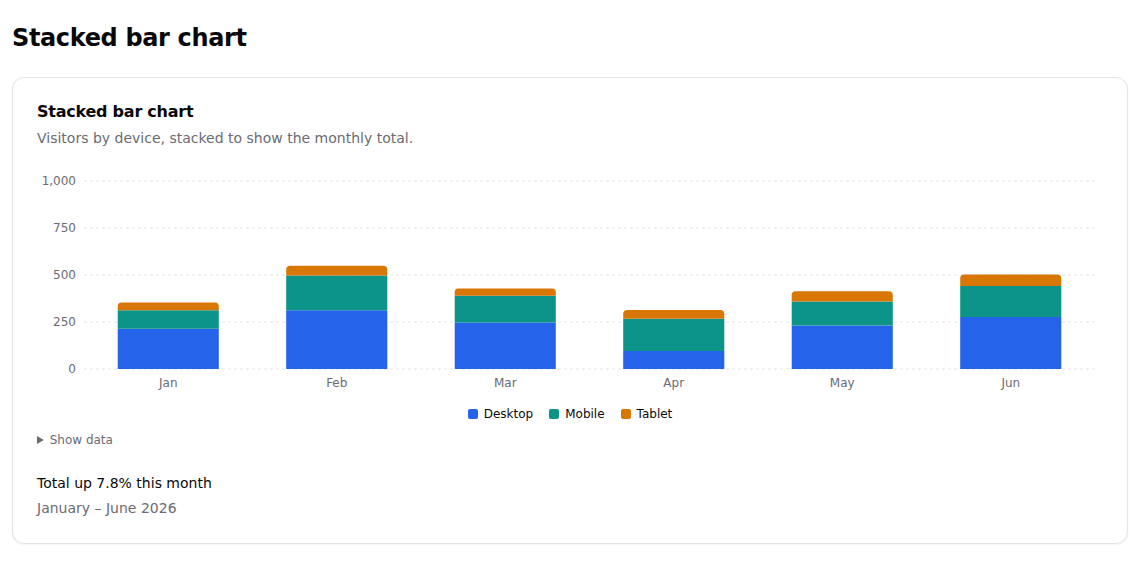 Stacked bar chart
Stacked bar chart
Visitors by device, stacked to show the monthly total.
1,000
750
500
250
0
Jan Feb Mar Apr May Jun
Desktop Mobile Tablet
Show data
Total up 7.8% this month
January – June 2026